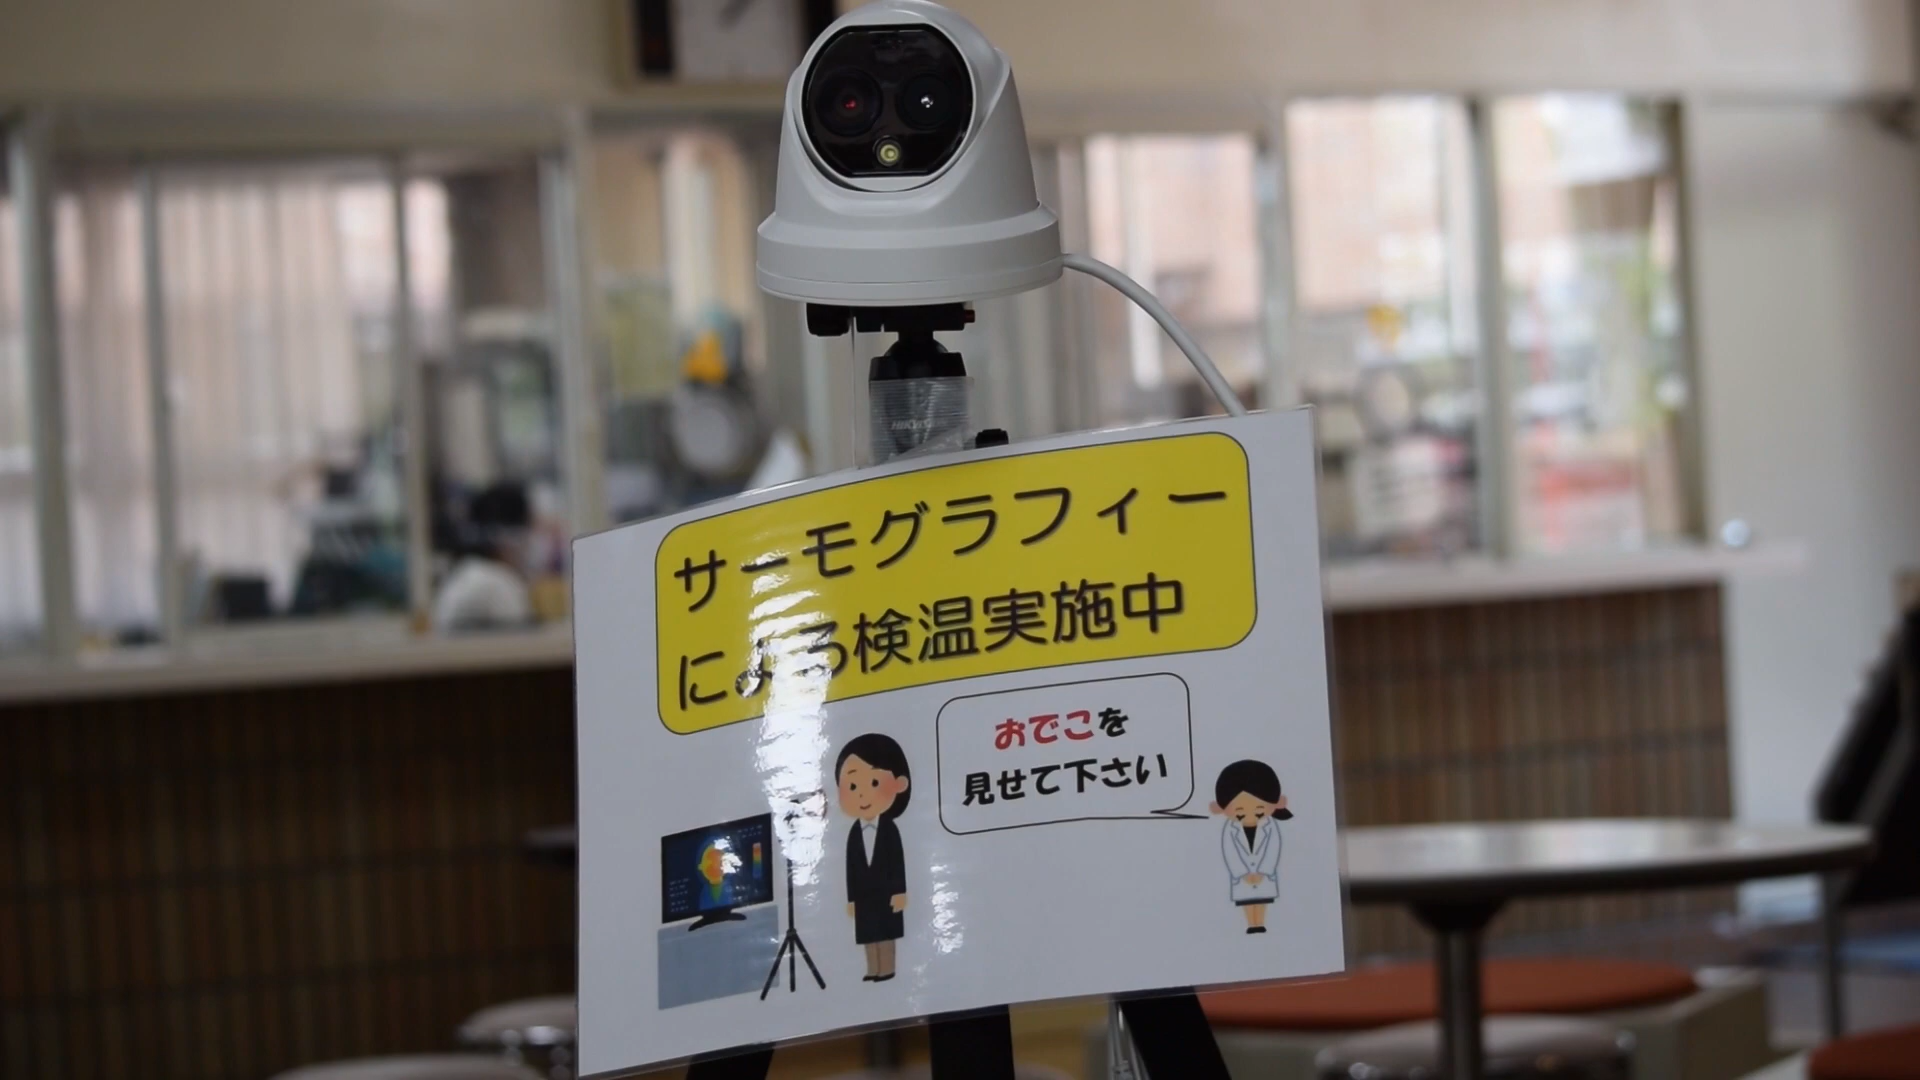 サーモグラフィー
による検温実施中
おでこを
見せて下さい